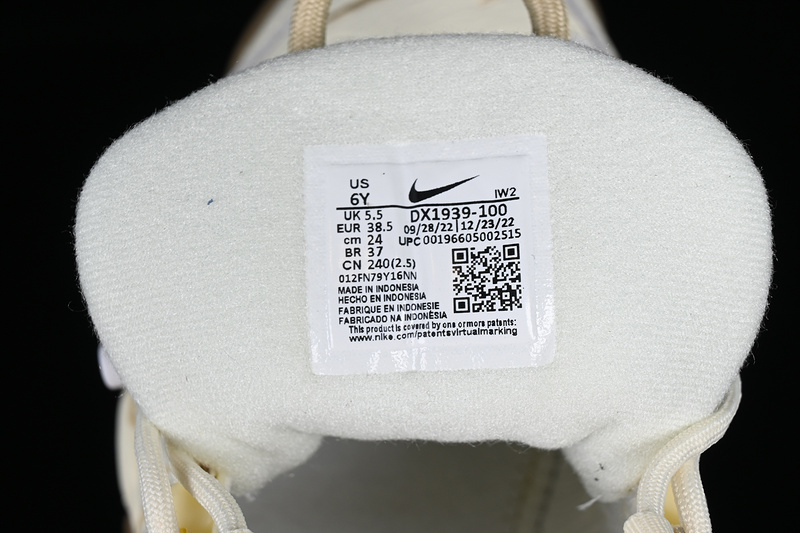 US
6Y
IW2
UK 5.5
EUR 38.5
cm 24
BR 37
CN 240(2.5)
DX1939-100
09/28/22|12/23/22
UPC 00196605002515
012FN79Y16NN
MADE IN INDONESIA
HECHO EN INDONESIA
FABRIQUE EN INDONESIE
FABRICADO NA INDONÈSIA
This product is covered by one ormora patents:
www.nike.com/patentsvirtualmarking